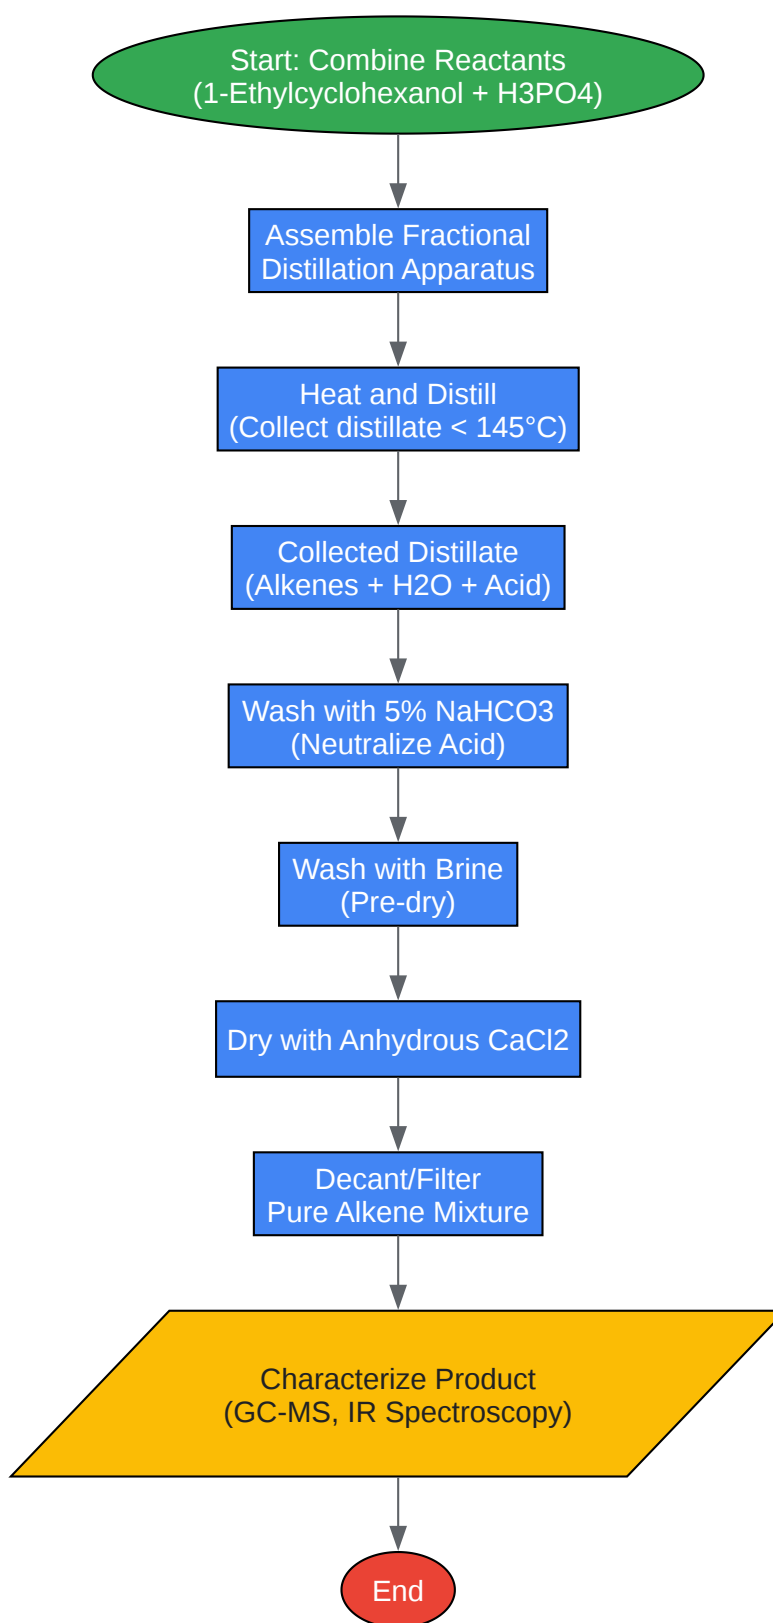 Start: Combine Reactants
(1-Ethylcyclohexanol + H3PO4)
Assemble Fractional
Distillation Apparatus
Heat and Distill
(Collect distillate < 145°C)
Collected Distillate
(Alkenes + H2O + Acid)
Wash with 5% NaHCO3
(Neutralize Acid)
Wash with Brine
(Pre-dry)
Dry with Anhydrous CaCl2
Decant/Filter
Pure Alkene Mixture
Characterize Product
(GC-MS, IR Spectroscopy)
End